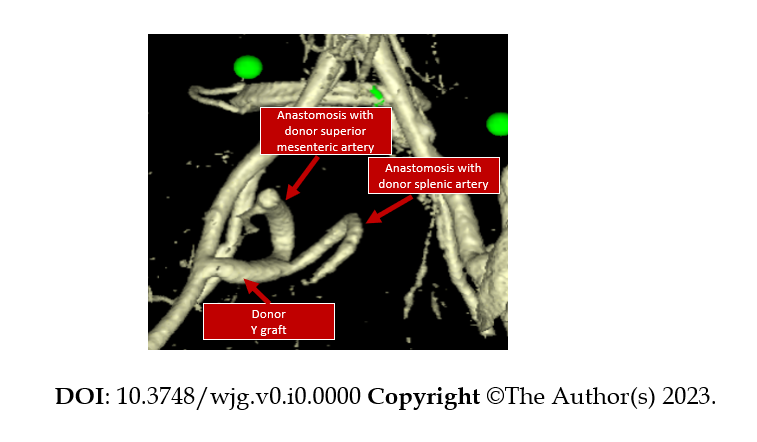 Anastomosis with
donor superior
mesenteric artery
Anastomosis with
donor splenic artery
Donor
Y graft
DOI: 10.3748/wjg.v0.i0.0000 Copyright ©The Author(s) 2023.